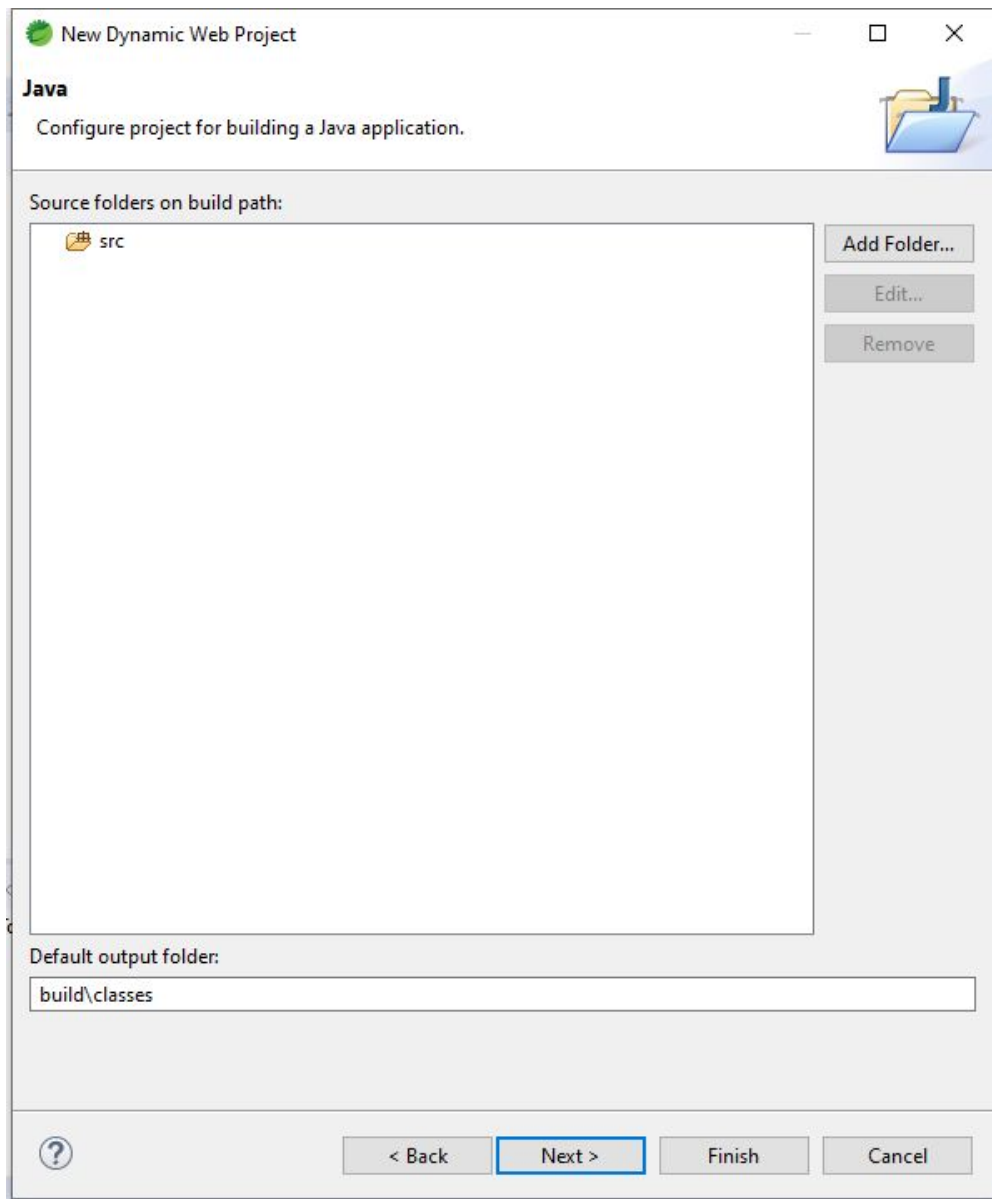 New Dynamic Web Project
Java
Configure project for building a Java application.
Source folders on build path:
src
Add Folder...
Edit...
Remove
Default output folder:
build\classes
< Back
Next >
Finish
Cancel